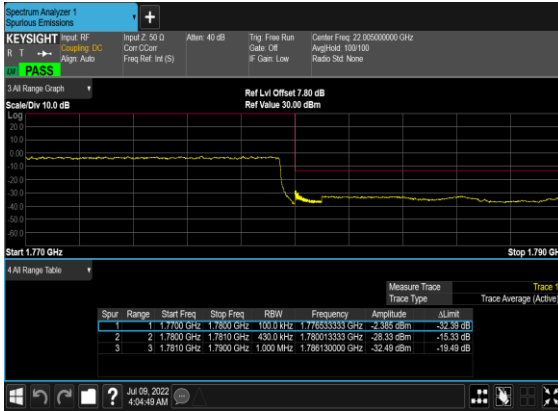 Spectrum Analyzer 1
Spurious Emissions
+
KEYSIGHT Input: RF Input Z: 50 Ω Atten: 40 dB Trig: Free Run Center Freq: 22.005000000 GHz
R T Coupling: DC Corr CCorr Gate: Off Avg|Hold: 100/100
Align: Auto Freq Ref: Int (S) IF Gain: Low Radio Std: None
PASS
3 All Range Graph
Ref Lvl Offset 7.80 dB
Scale/Div 10.0 dB Ref Value 30.00 dBm
Log
20.0
10.0
0.00
-10.0
-20.0
-30.0
-40.0
-50.0
-60.0
Start 1.770 GHz Stop 1.790 GH
4 All Range Table
Measure Trace Trace 1
Trace Type Trace Average (Active)
Spur Range Start Freq Stop Freq RBW Frequency Amplitude ΔLimit
1 1 1.7700 GHz 1.7800 GHz 100.0 kHz 1.776533333 GHz -2.385 dBm -32.39 dB
2 2 1.7800 GHz 1.7810 GHz 430.0 kHz 1.780013333 GHz -28.33 dBm -15.33 dB
3 3 1.7810 GHz 1.7900 GHz 1.000 MHz 1.786130000 GHz -32.49 dBm -19.49 dB
? Jul 09, 2022
4:04:49 AM